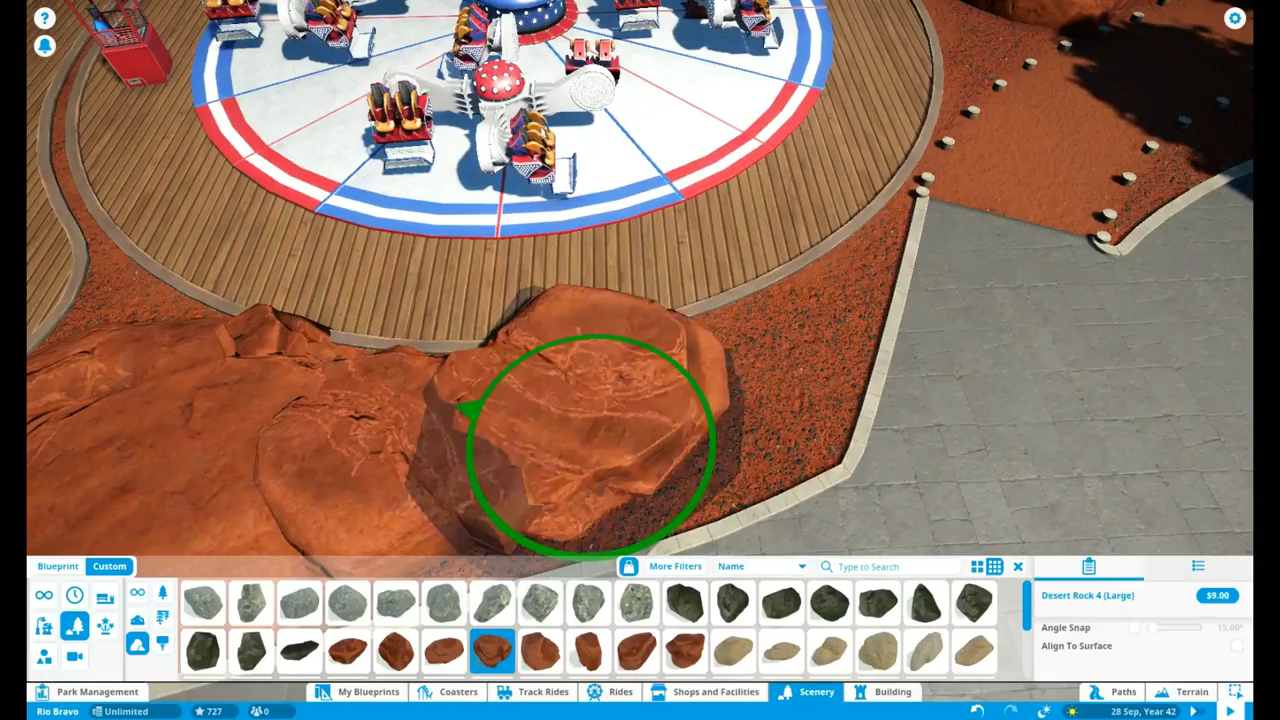 ?
Blueprint
Custom
More Filters
Name
Type to Search
Desert Rock 4 (Large)
$9.00
Angle Snap
15.00°
Align To Surface
Park Management
My Blueprints
Coasters
Track Rides
Rides
Shops and Facilities
Scenery
Building
Paths
Terrain
Rio Bravo
Unlimited
727
0
28 Sep, Year 42